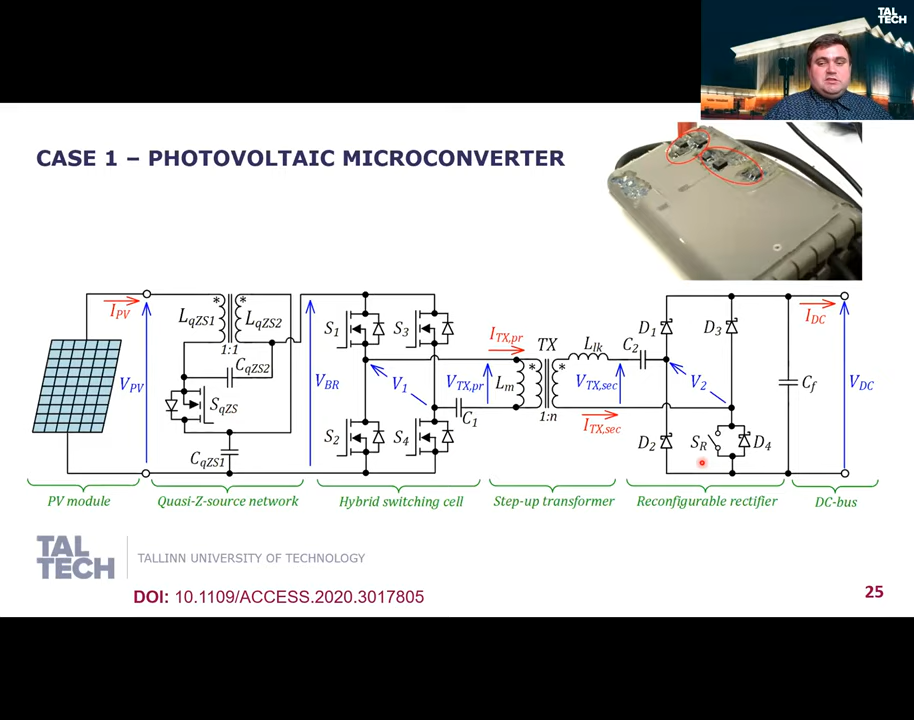 TAL
TECH
CASE 1 – PHOTOVOLTAIC MICROCONVERTER
I_PV
L_qZS1
L_qZS2
1:1
C_qZS2
V_PV
S_qZS
C_qZS1
V_BR
S_1
S_3
V_1
S_2
S_4
I_TX,pr
V_TX,pr
L_m
C_1
TX
1:n
L_lk
V_TX,sec
I_TX,sec
C_2
D_1
D_3
V_2
D_2
S_R
D_4
C_f
I_DC
V_DC
PV module
Quasi-Z-source network
Hybrid switching cell
Step-up transformer
Reconfigurable rectifier
DC-bus
TAL
TECH
TALLINN UNIVERSITY OF TECHNOLOGY
DOI: 10.1109/ACCESS.2020.3017805
25